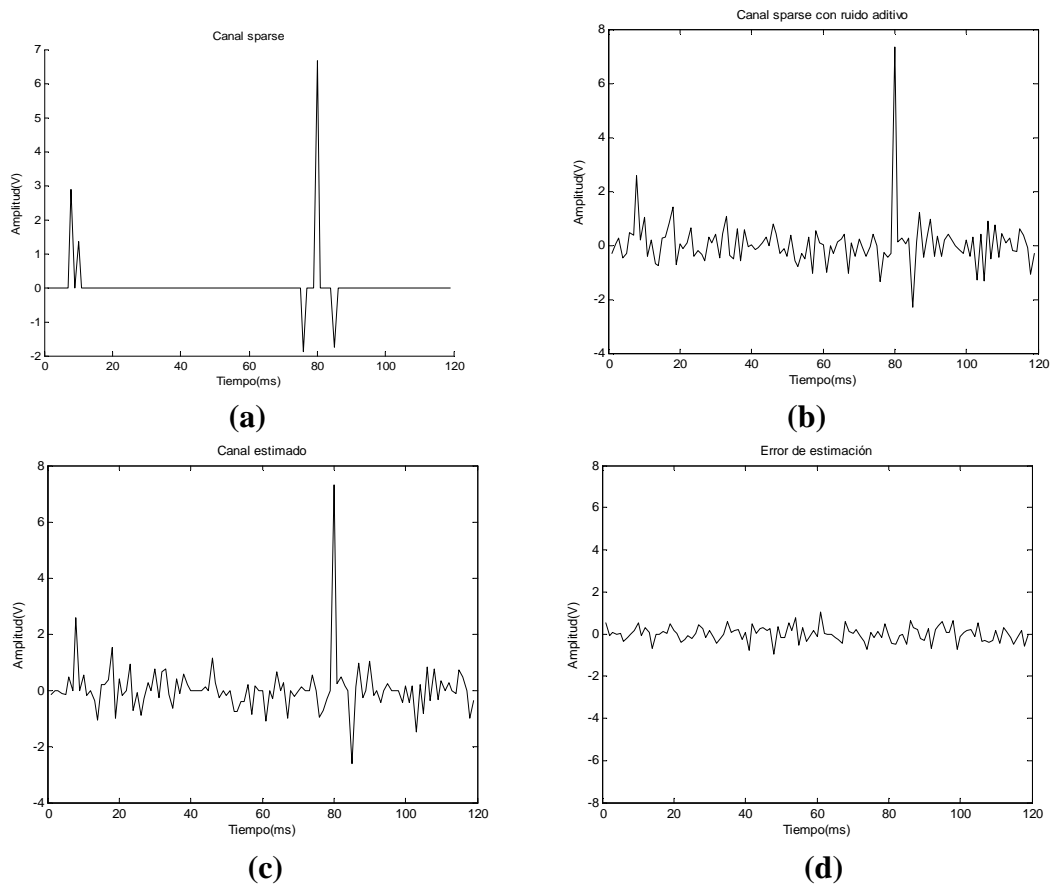 Canal sparse
Amplitud(V)
7
6
5
4
3
2
1
0
-1
-2
0 20 40 60 80 100 120
Tiempo(ms)
(a)
Canal sparse con ruido aditivo
Amplitud(V)
8
6
4
2
0
-2
-4
0 20 40 60 80 100 120
Tiempo(ms)
(b)
Canal estimado
Amplitud(V)
8
6
4
2
0
-2
-4
0 20 40 60 80 100 120
Tiempo(ms)
(c)
Error de estimación
Amplitud(V)
8
6
4
2
0
-2
-4
-6
-8
0 20 40 60 80 100 120
Tiempo(ms)
(d)